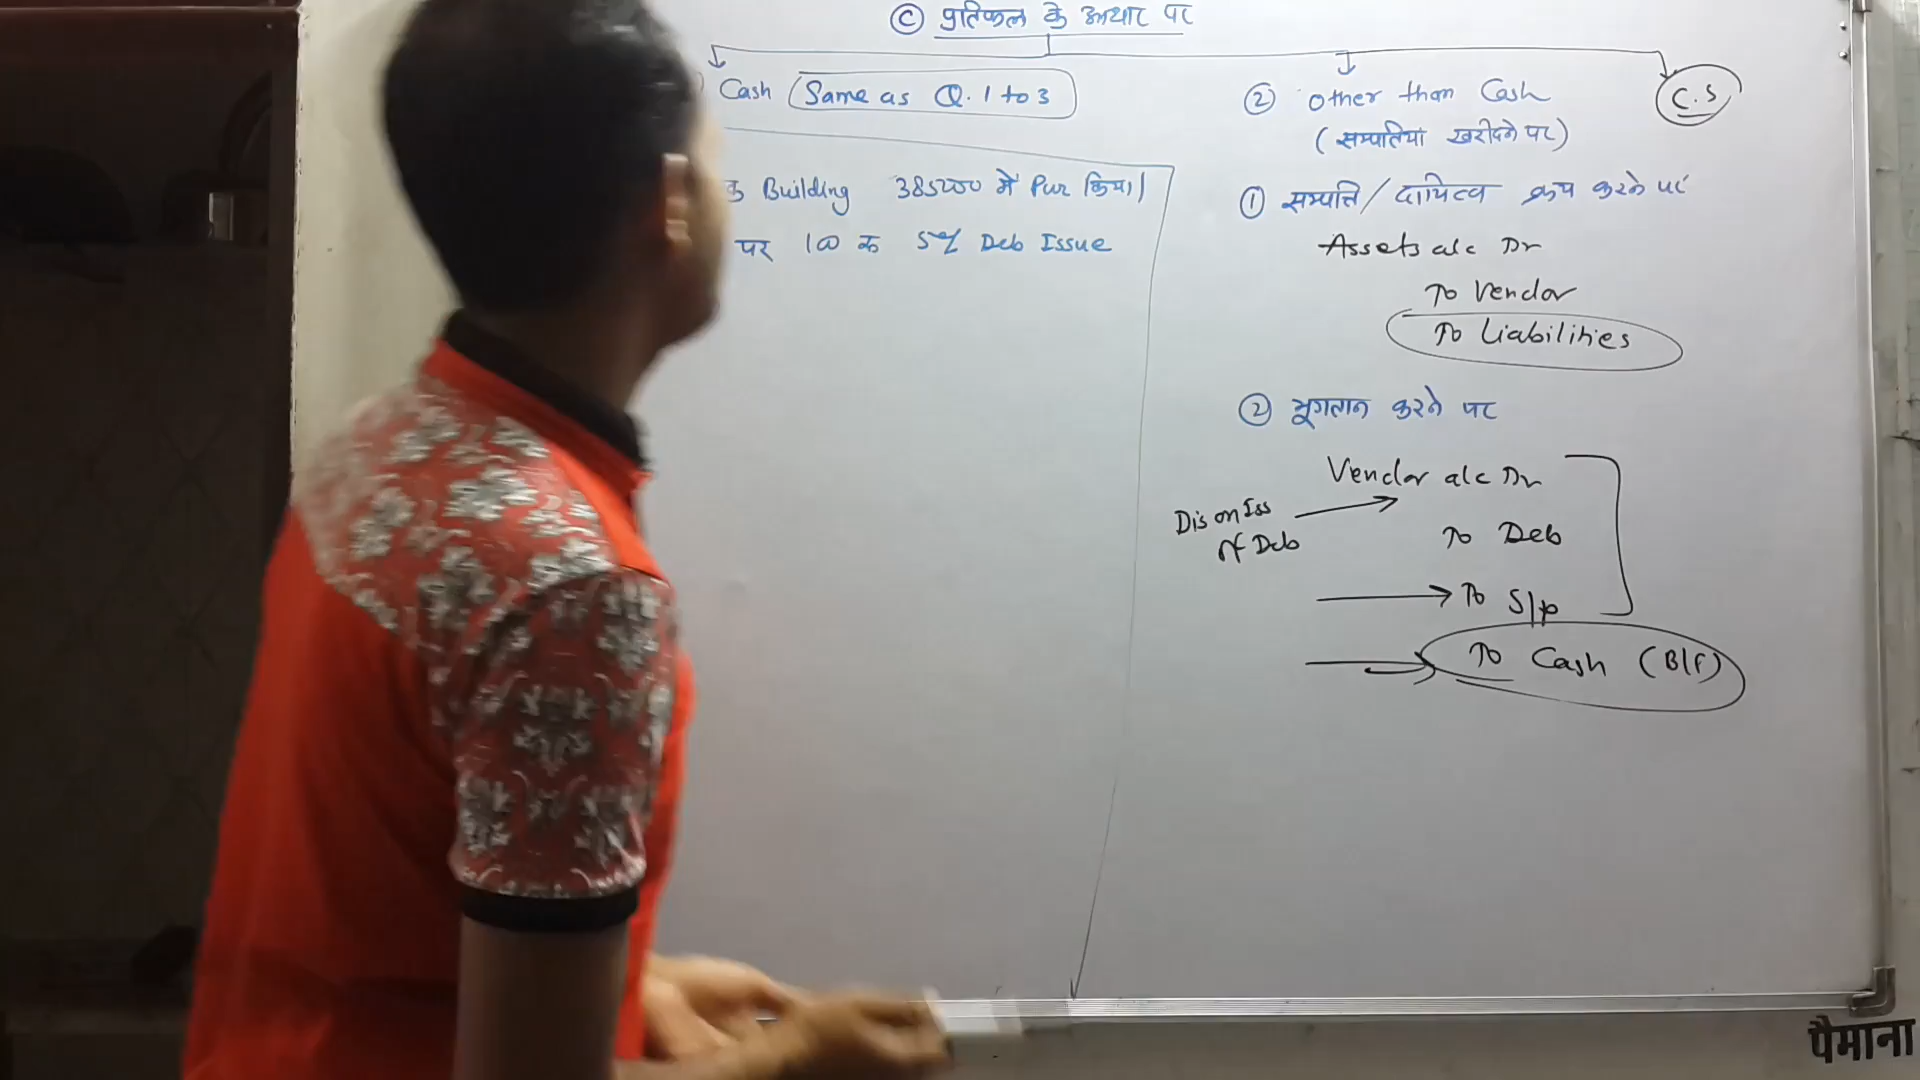 Ⓒ प्रतिफल के आधार पर
Cash (Same as Q. 1 to 3)
क Building 385000 में Pur किया|
पर 100 क 5% Deb Issue
② Other than Cash
(सम्पत्तियां खरीदने पर)
C.S
① सम्पत्ति/दायित्व क्रय करने पर
Assets a/c Dr
To Vendor
To Liabilities
② भुगतान करने पर
Vendor a/c Dr
Dis on Iss
of Deb
To Deb
To S/p
To Cash (B/F)
पैमाना